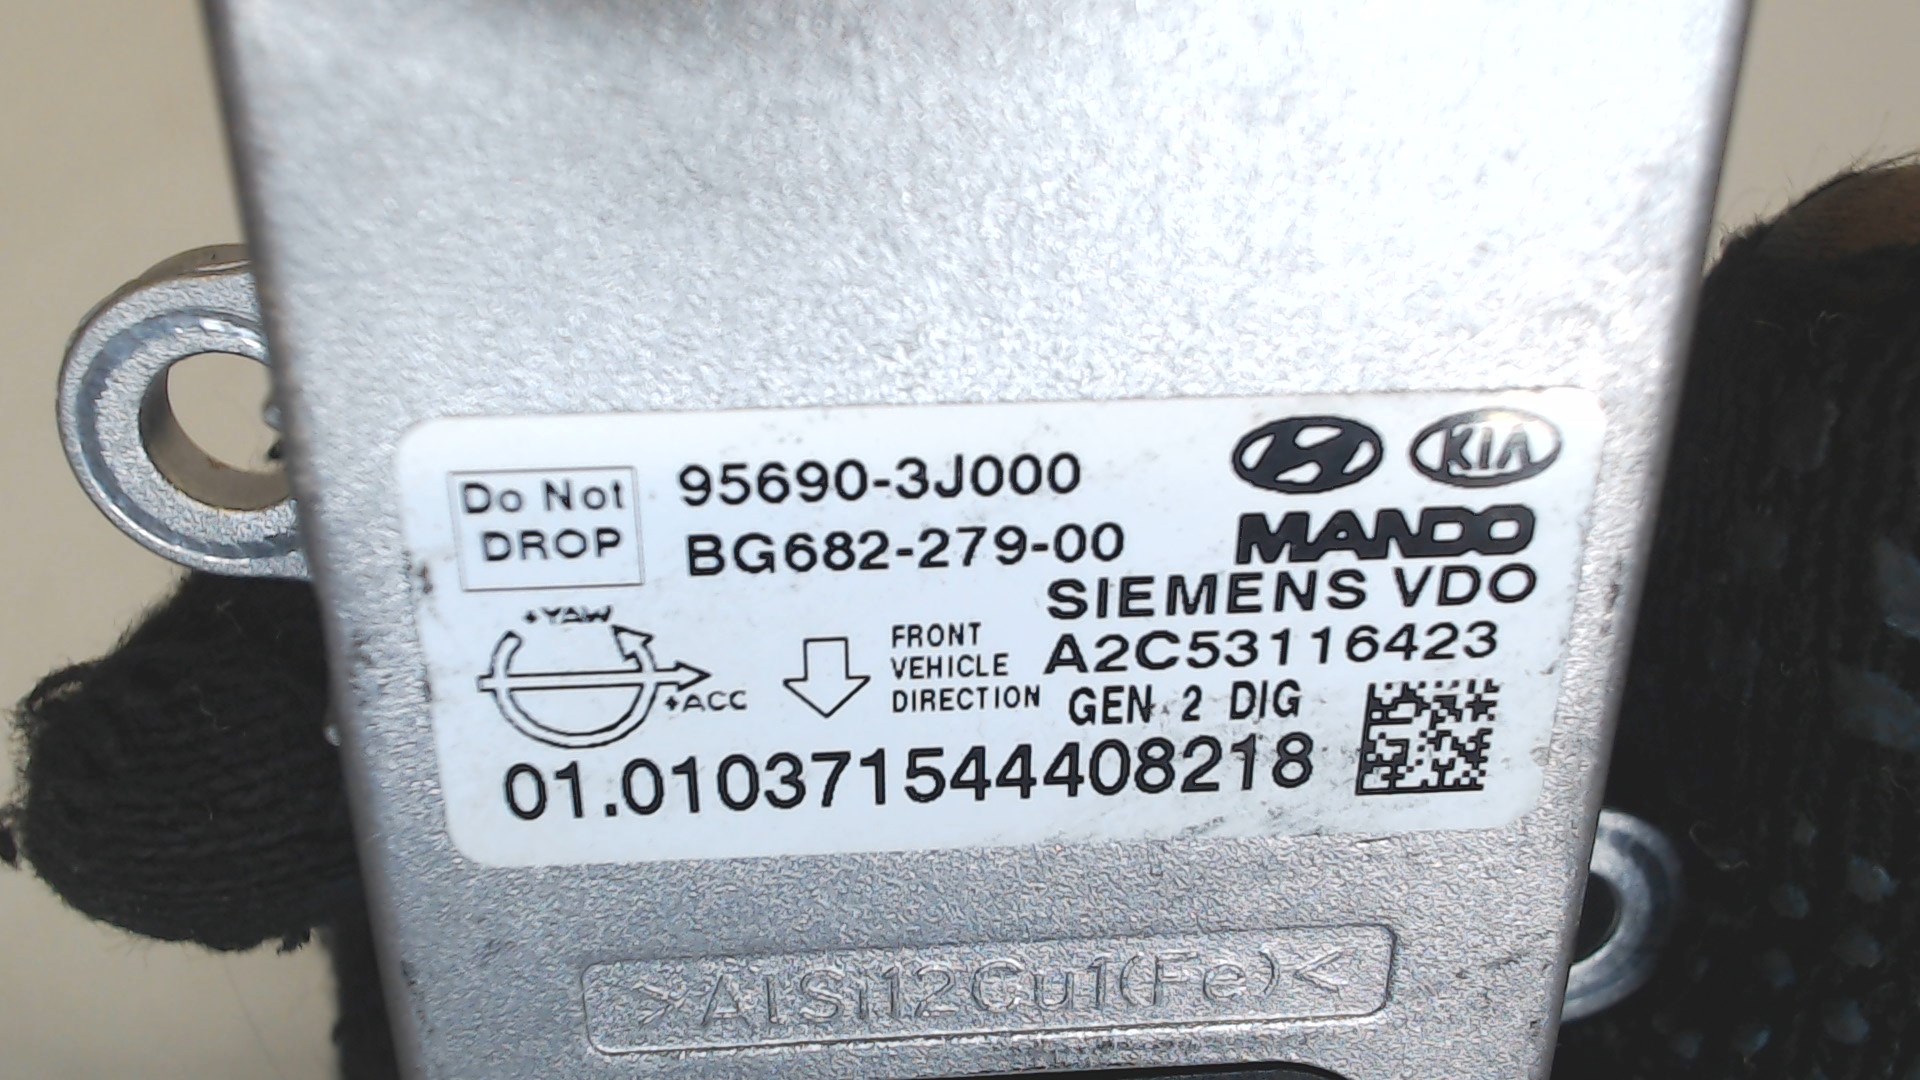 Do Not
DROP
95690-3J000
BG682-279-00
KIA
MANDO
SIEMENS VDO
A2C53116423
GEN 2 DIG
+YAW
+ACC
FRONT
VEHICLE
DIRECTION
01.010371544408218
>AlSi12Cu1(Fe)<